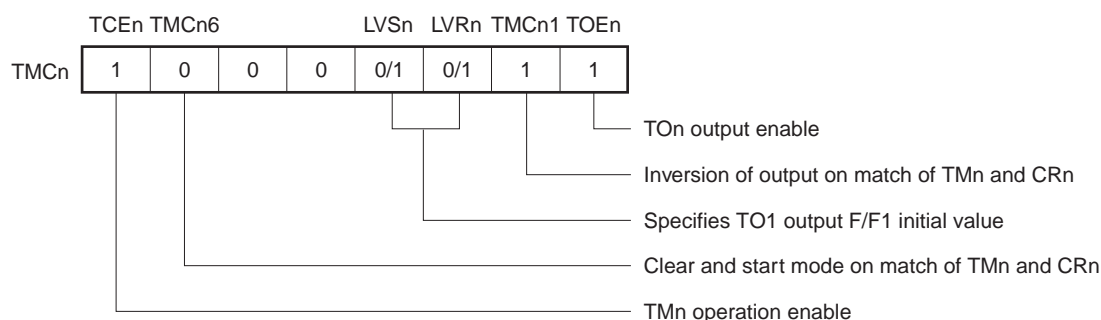 TCEn TMCn6 LVSn LVRn TMCn1 TOEn
TMCn 1 0 0 0 0/1 0/1 1 1
TOn output enable
Inversion of output on match of TMn and CRn
Specifies TO1 output F/F1 initial value
Clear and start mode on match of TMn and CRn
TMn operation enable